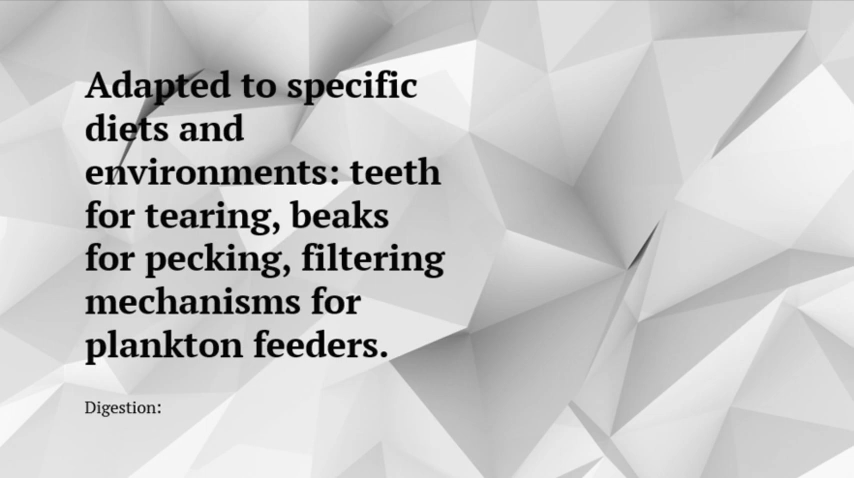 Adapted to specific
diets and
environments: teeth
for tearing, beaks
for pecking, filtering
mechanisms for
plankton feeders.
Digestion: